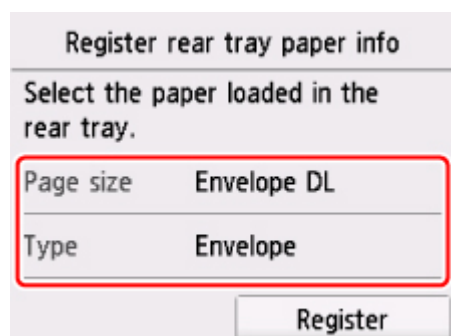 Register rear tray paper info
Select the paper loaded in the
rear tray.
Page size Envelope DL
Type Envelope
Register